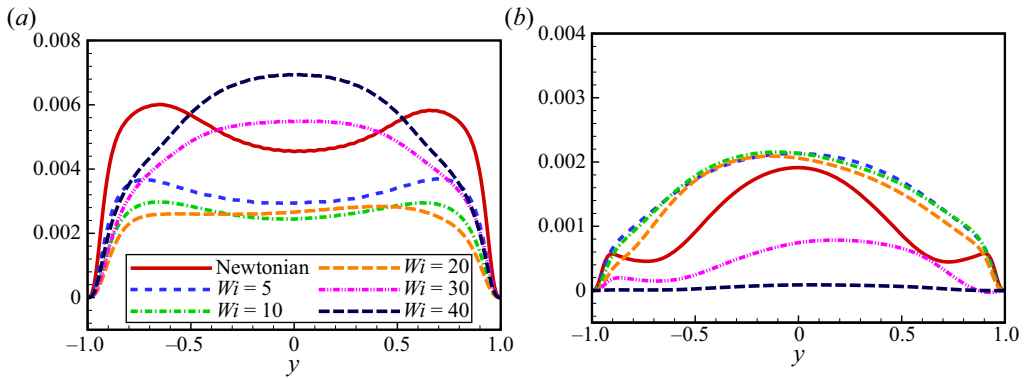 (a)
0.008
0.006
0.004
0.002
0
Newtonian
Wi = 5
Wi = 10
Wi = 20
Wi = 30
Wi = 40
–1.0 –0.5 0 0.5 1.0
y
(b)
0.004
0.003
0.002
0.001
0
–1.0 –0.5 0 0.5 1.0
y